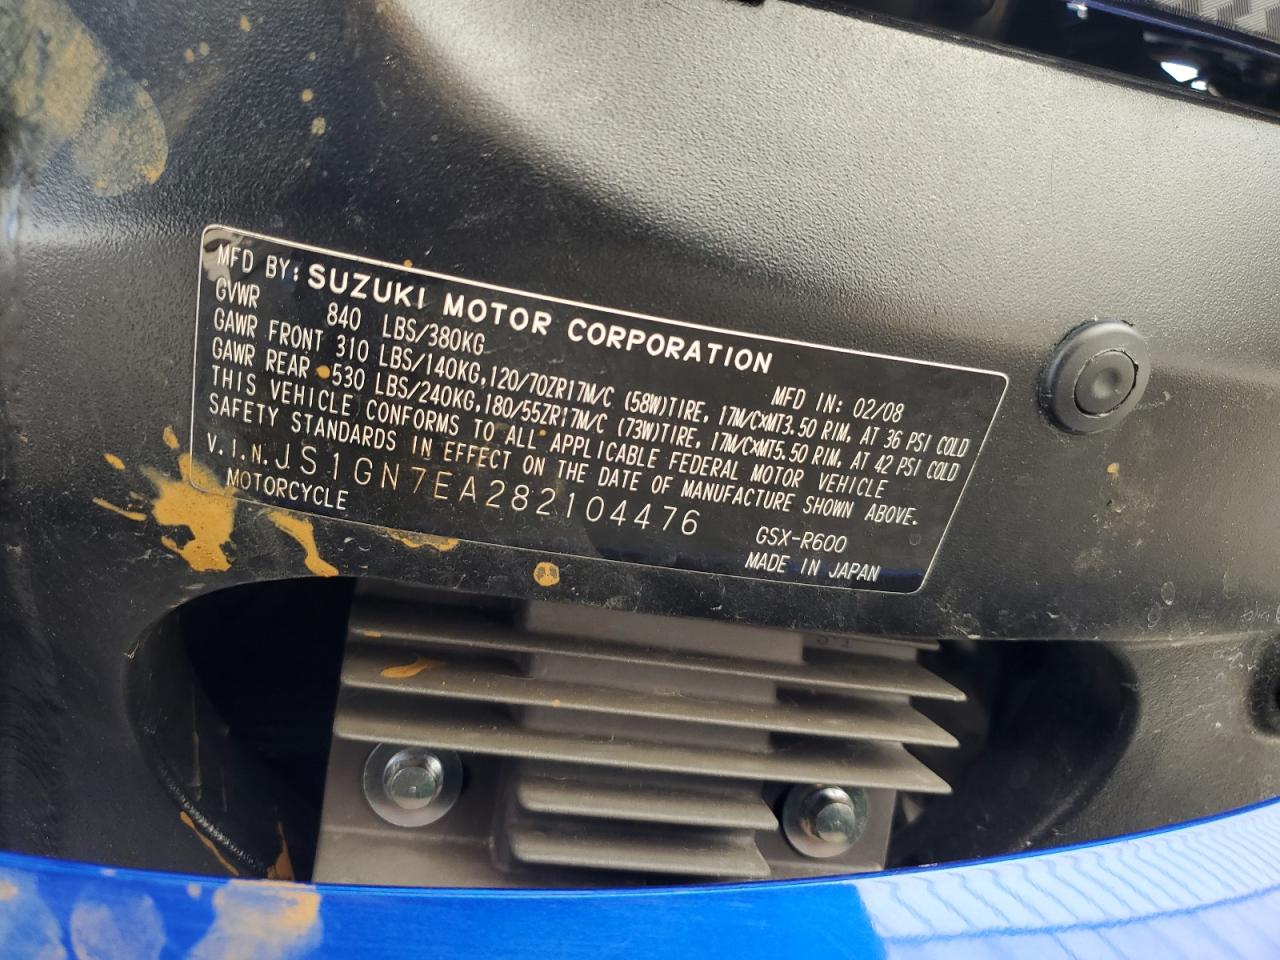 MFD BY: SUZUKI MOTOR CORPORATION
GVWR 840 LBS/380KG MFD IN: 02/08
GAWR FRONT 310 LBS/140KG,120/70ZR17M/C (58W)TIRE, 17M/C×MT3.50 RIM, AT 36 PSI COLD
GAWR REAR 530 LBS/240KG,180/55ZR17M/C (73W)TIRE, 17M/C×MT5.50 RIM, AT 42 PSI COLD
THIS VEHICLE CONFORMS TO ALL APPLICABLE FEDERAL MOTOR VEHICLE
SAFETY STANDARDS IN EFFECT ON THE DATE OF MANUFACTURE SHOWN ABOVE.
V.I.N. JS1GN7EA282104476 GSX-R600
MOTORCYCLE MADE IN JAPAN